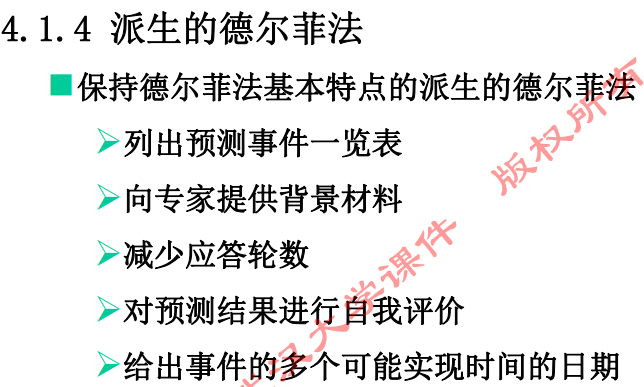 4.1.4 派生的德尔菲法
保持德尔菲法基本特点的派生的德尔菲法
列出预测事件一览表
向专家提供背景材料
减少应答轮数
对预测结果进行自我评价
给出事件的多个可能实现时间的日期
汉大学课件 版权所有